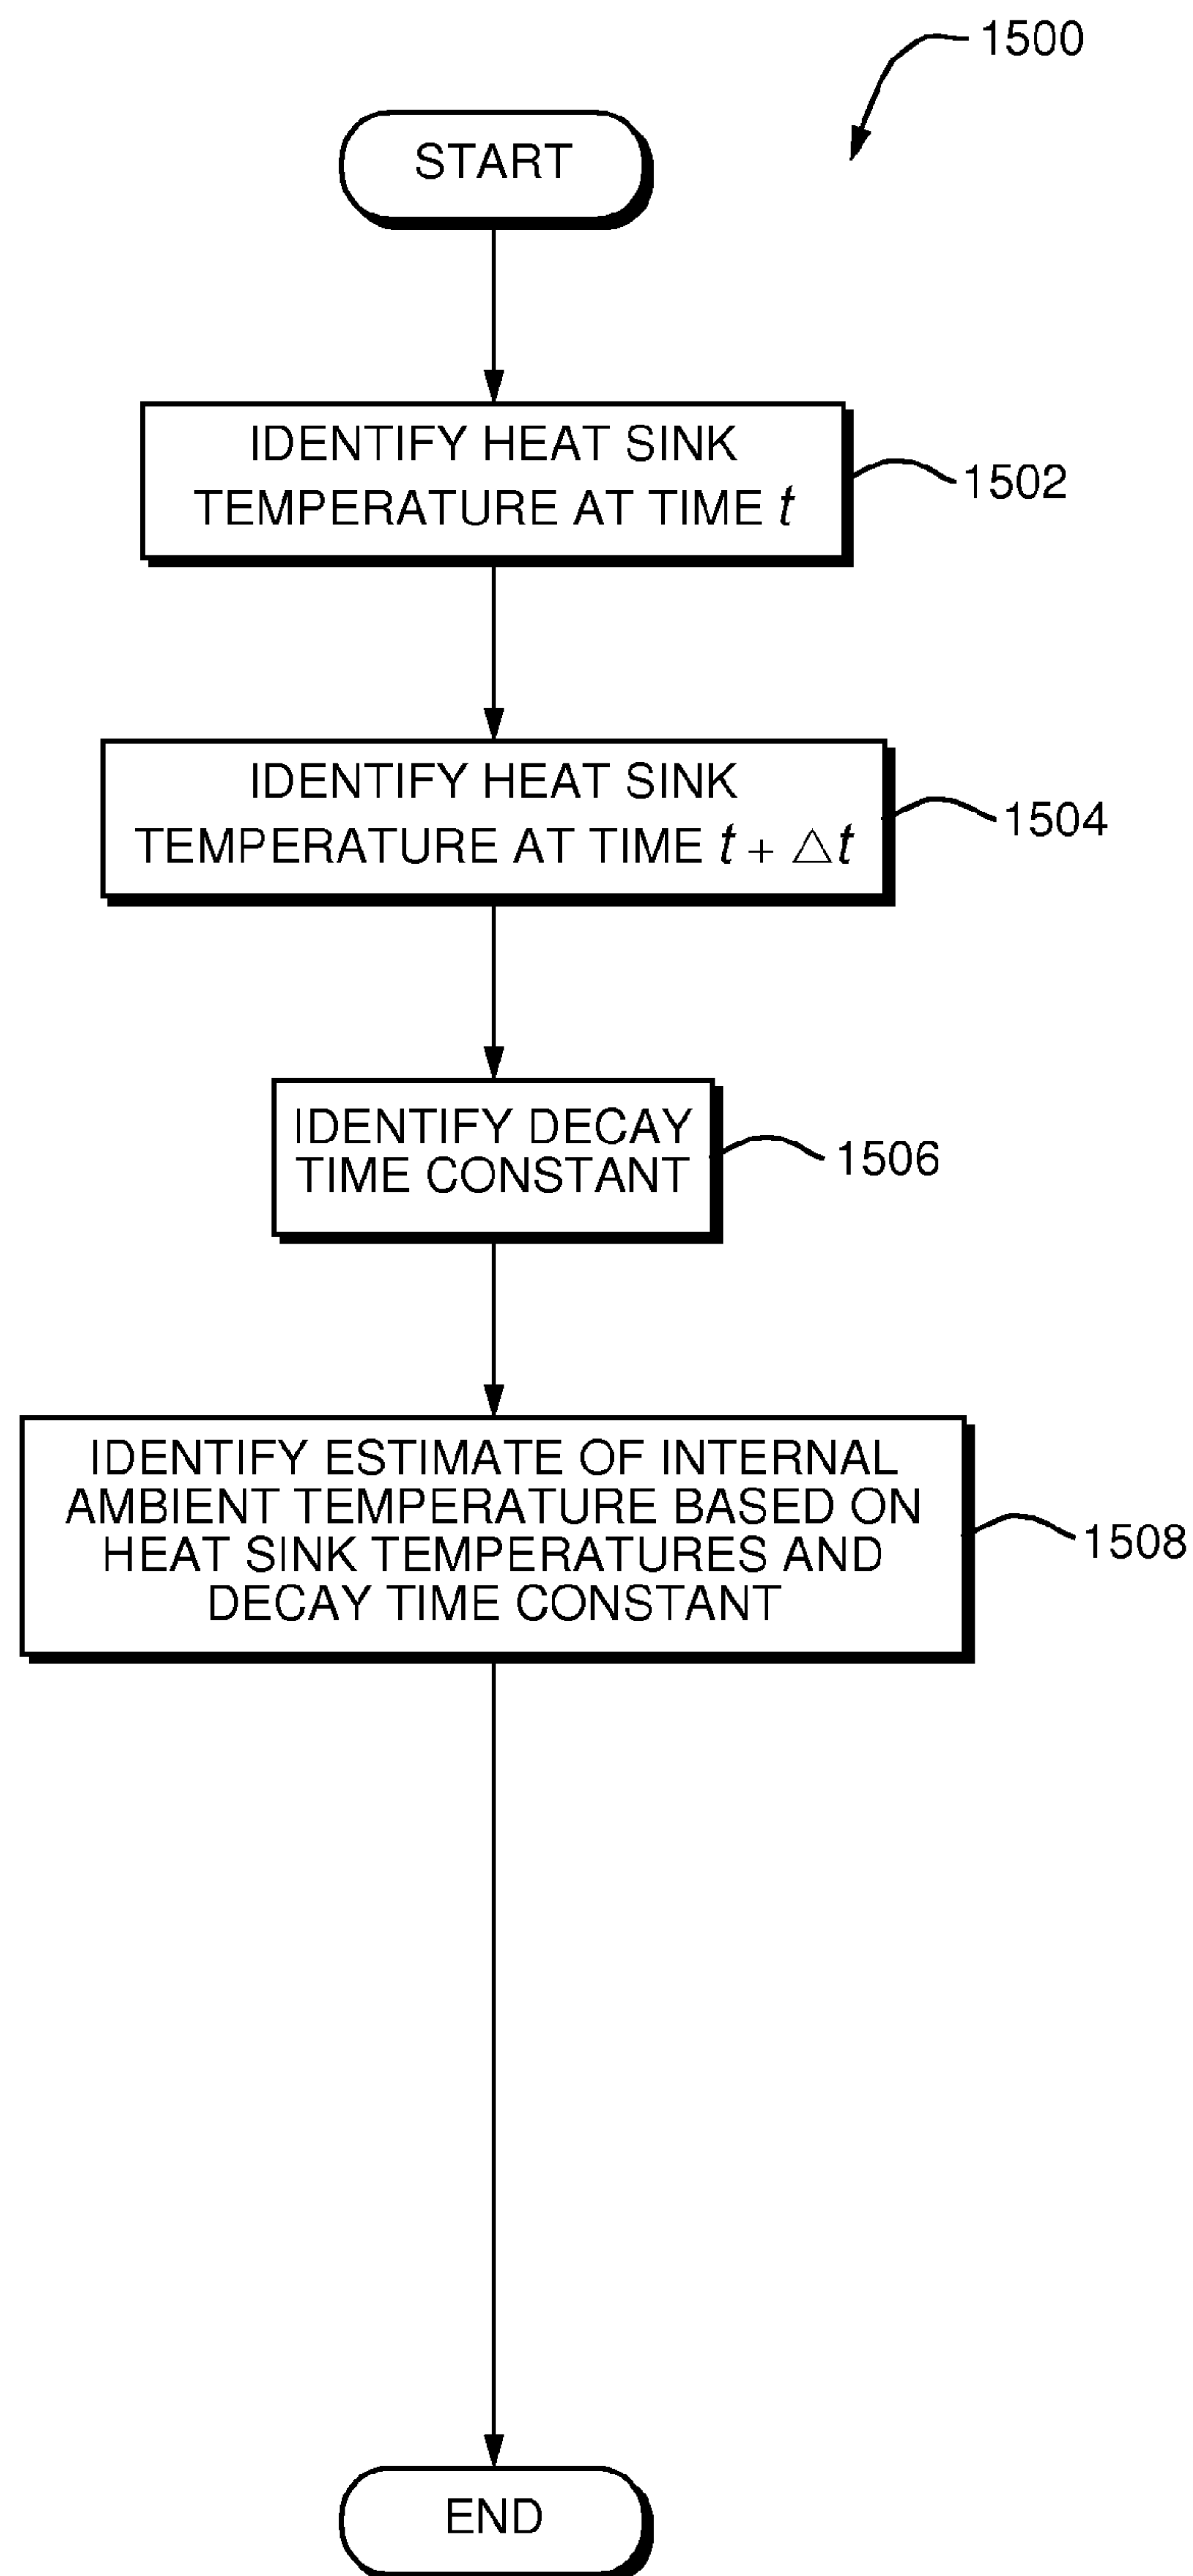 1500
START
IDENTIFY HEAT SINK
TEMPERATURE AT TIME t
1502
IDENTIFY HEAT SINK
TEMPERATURE AT TIME t + △t
1504
IDENTIFY DECAY
TIME CONSTANT
1506
IDENTIFY ESTIMATE OF INTERNAL
AMBIENT TEMPERATURE BASED ON
HEAT SINK TEMPERATURES AND
DECAY TIME CONSTANT
1508
END